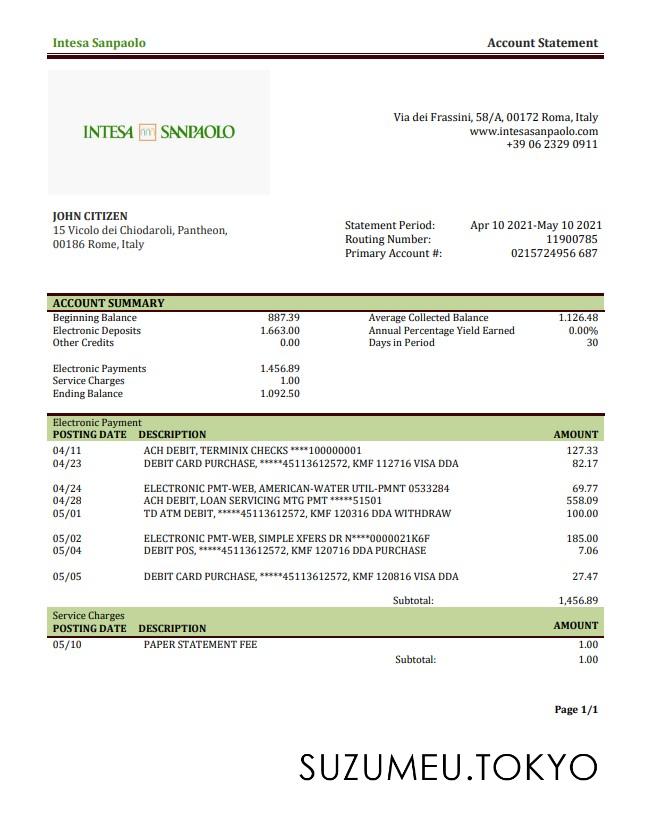 Intesa Sanpaolo Account Statement
INTESA SANPAOLO
Via dei Frassini, 58/A, 00172 Roma, Italy
www.intesasanpaolo.com
+39 06 2329 0911
JOHN CITIZEN
15 Vicolo dei Chiodaroli, Pantheon,
00186 Rome, Italy
Statement Period: Apr 10 2021-May 10 2021
Routing Number: 11900785
Primary Account #: 0215724956 687
ACCOUNT SUMMARY
Beginning Balance 887.39 Average Collected Balance 1.126.48
Electronic Deposits 1.663.00 Annual Percentage Yield Earned 0.00%
Other Credits 0.00 Days in Period 30
Electronic Payments 1.456.89
Service Charges 1.00
Ending Balance 1.092.50
Electronic Payment
POSTING DATE DESCRIPTION AMOUNT
04/11 ACH DEBIT, TERMINIX CHECKS ****100000001 127.33
04/23 DEBIT CARD PURCHASE, *****45113612572, KMF 112716 VISA DDA 82.17
04/24 ELECTRONIC PMT-WEB, AMERICAN-WATER UTIL-PMNT 0533284 69.77
04/28 ACH DEBIT, LOAN SERVICING MTG PMT *****51501 558.09
05/01 TD ATM DEBIT, *****45113612572, KMF 120316 DDA WITHDRAW 100.00
05/02 ELECTRONIC PMT-WEB, SIMPLE XFERS DR N****0000021K6F 185.00
05/04 DEBIT POS, *****45113612572, KMF 120716 DDA PURCHASE 7.06
05/05 DEBIT CARD PURCHASE, *****45113612572, KMF 120816 VISA DDA 27.47
Subtotal: 1,456.89
Service Charges
POSTING DATE DESCRIPTION AMOUNT
05/10 PAPER STATEMENT FEE 1.00
Subtotal: 1.00
Page 1/1
SUZUMEU.TOKYO